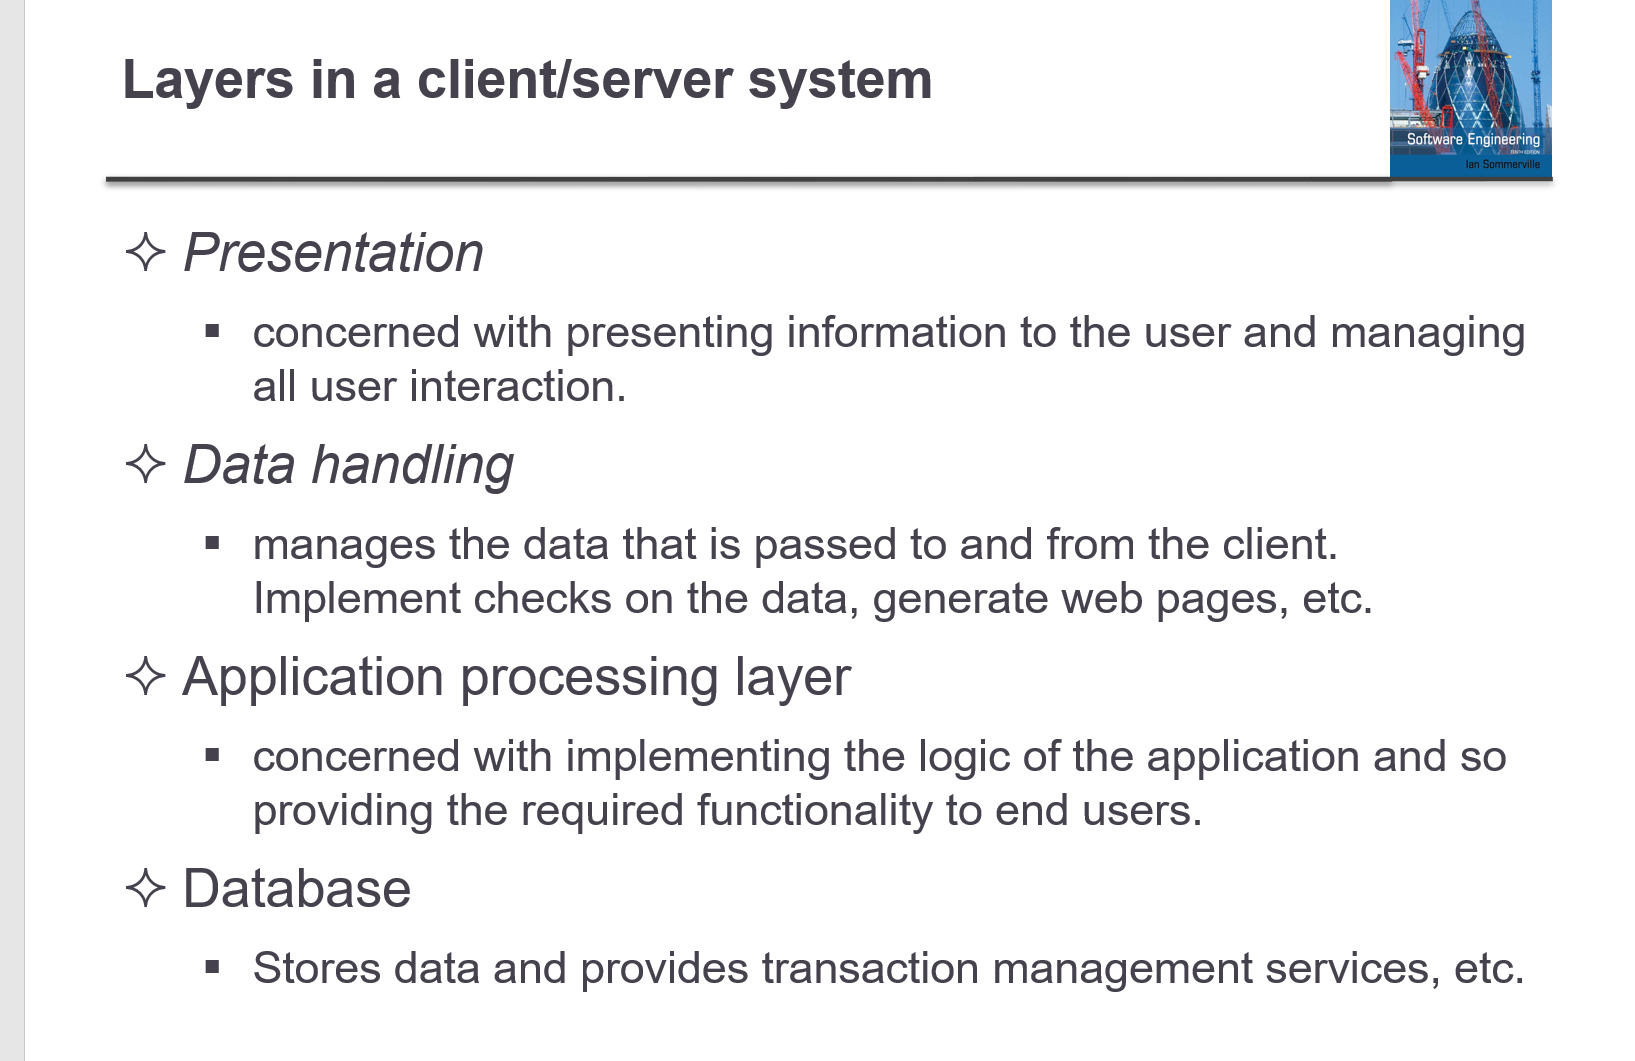 Layers in a client/server system
Software Engineering
TENTH EDITION
Ian Sommerville
✧ Presentation
▪ concerned with presenting information to the user and managing
all user interaction.
✧ Data handling
▪ manages the data that is passed to and from the client.
Implement checks on the data, generate web pages, etc.
✧ Application processing layer
▪ concerned with implementing the logic of the application and so
providing the required functionality to end users.
✧ Database
▪ Stores data and provides transaction management services, etc.